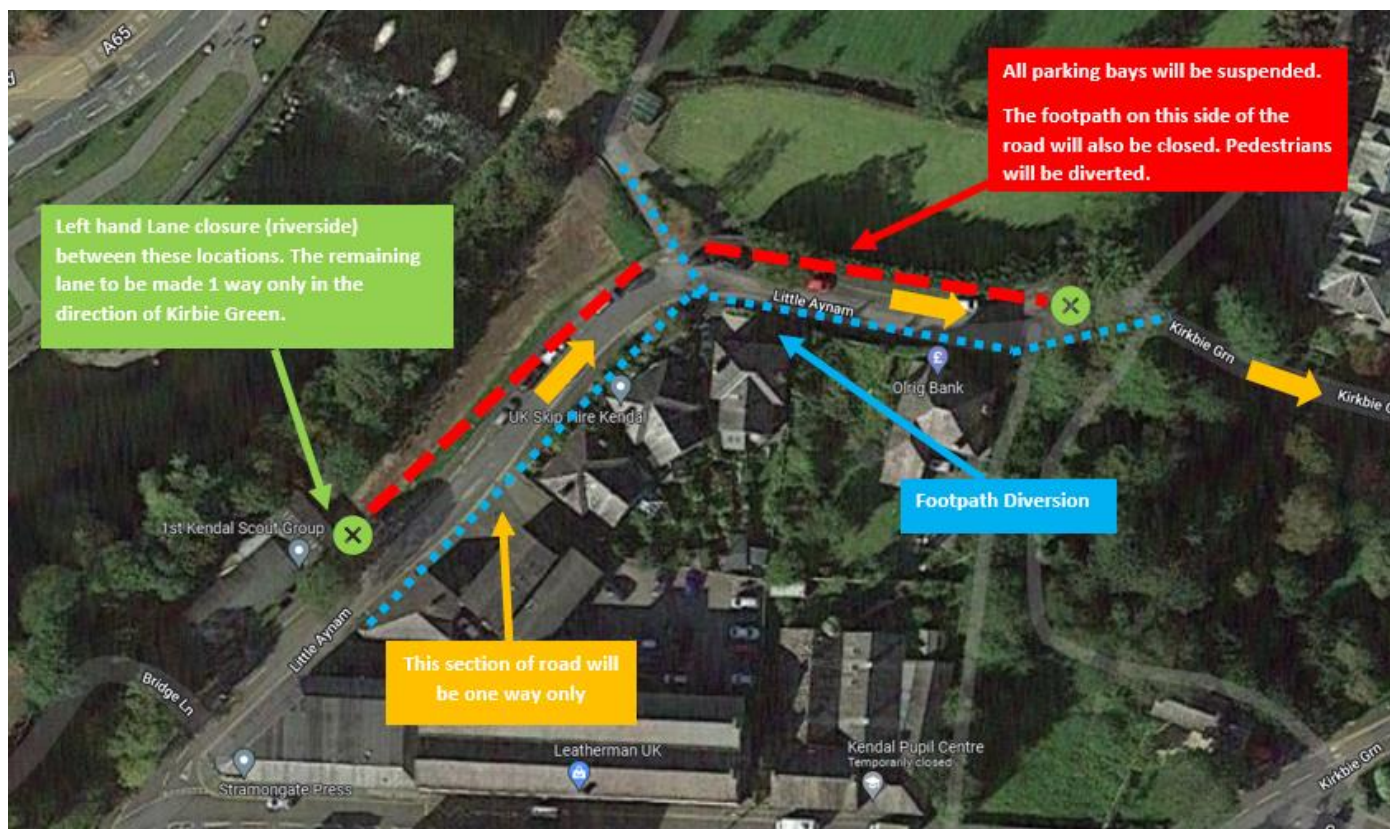 A65
All parking bays will be suspended.
The footpath on this side of the
road will also be closed. Pedestrians
will be diverted.
Left hand Lane closure (riverside)
between these locations. The remaining
lane to be made 1 way only in the
direction of Kirbie Green.
Little Aynam
Kirkbie Grn
Olrig Bank
Kirkbie G
UK Skip Hire Kendal
Footpath Diversion
1st Kendal Scout Group
Little Aynam
This section of road will
be one way only
Bridge Ln
Leatherman UK
Kendal Pupil Centre
Temporarily closed
Kirkbie Grn
Stramongate Press